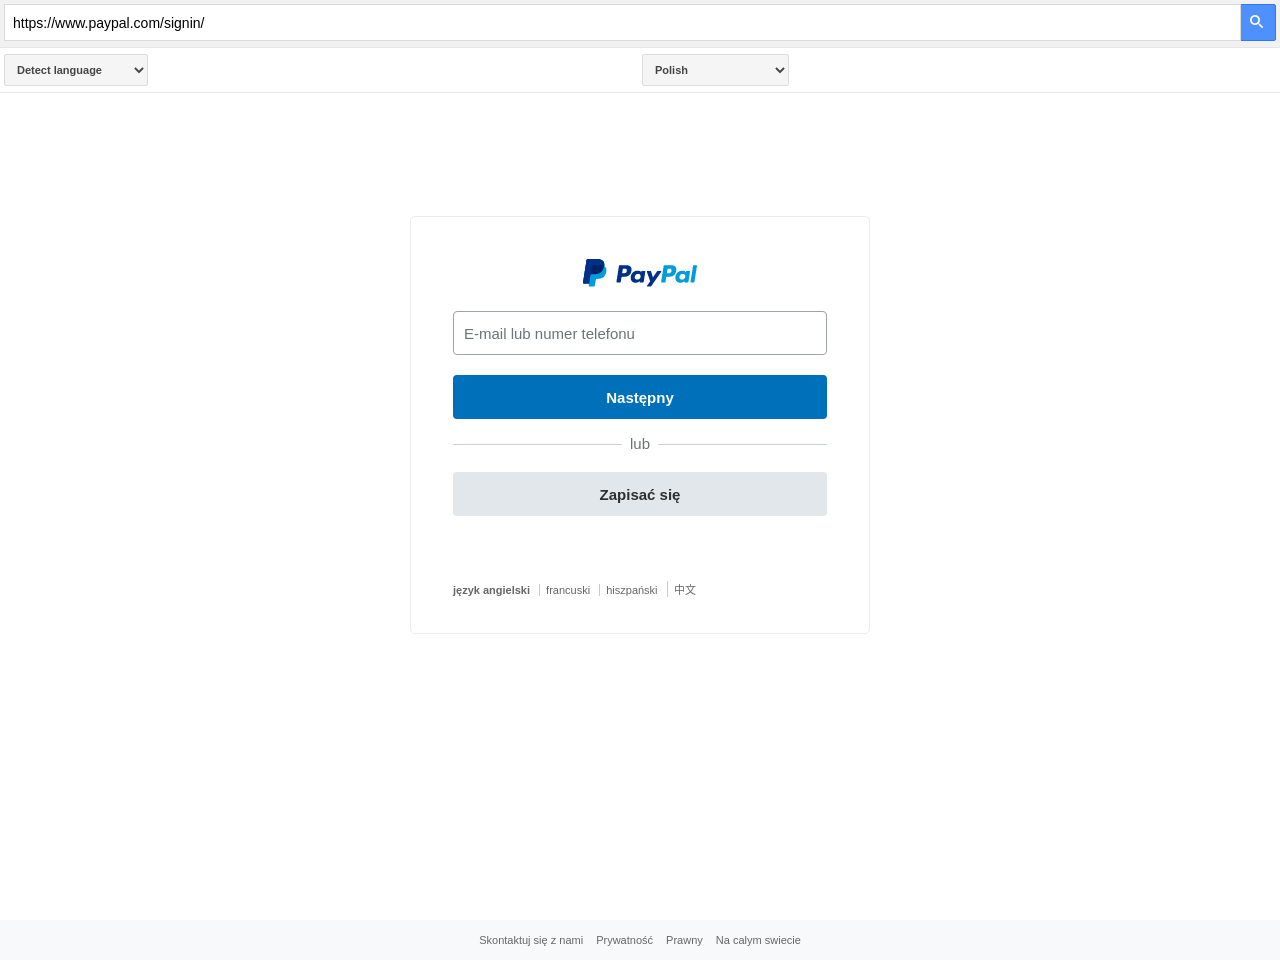 https://www.paypal.com/signin/
Detect language Polish
PayPal
E-mail lub numer telefonu
Następny
lub
Zapisać się
język angielski francuski hiszpański 中文
Skontaktuj się z nami Prywatność Prawny Na calym swiecie